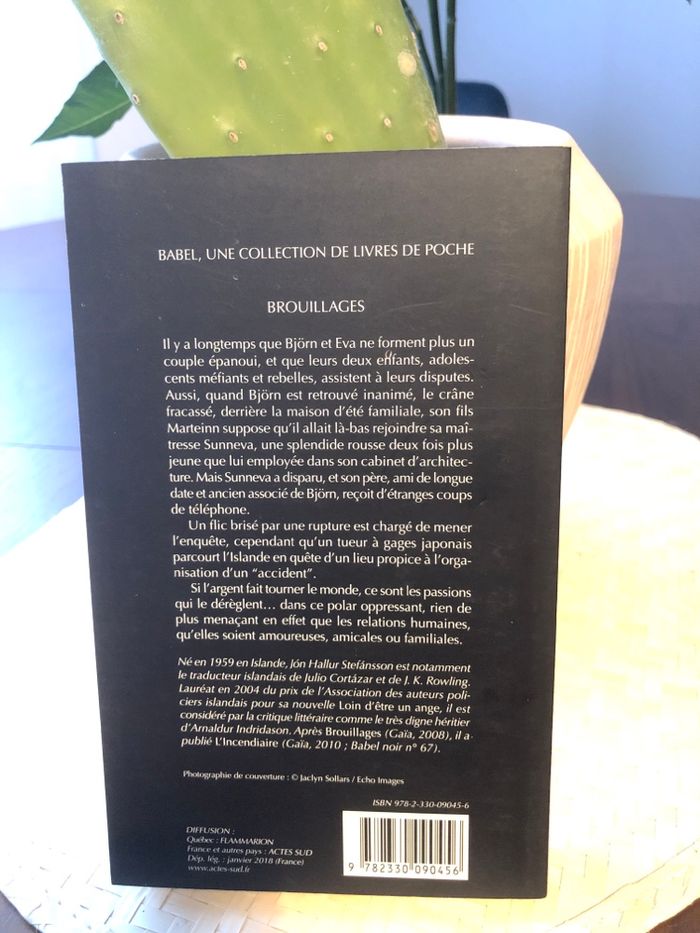 BABEL, UNE COLLECTION DE LIVRES DE POCHE
BROUILLAGES
Il y a longtemps que Björn et Eva ne forment plus un
couple épanoui, et que leurs deux enfants, adoles-
cents méfiants et rebelles, assistent à leurs disputes.
Aussi, quand Björn est retrouvé inanimé, le crâne
fracassé, derrière la maison d'été familiale, son fils
Marteinn suppose qu'il allait là-bas rejoindre sa maî-
tresse Sunneva, une splendide rousse deux fois plus
jeune que lui employée dans son cabinet d'architec-
ture. Mais Sunneva a disparu, et son père, ami de longue
date et ancien associé de Björn, reçoit d'étranges coups
de téléphone.
Un flic brisé par une rupture est chargé de mener
l'enquête, cependant qu'un tueur à gages japonais
parcourt l'Islande en quête d'un lieu propice à l'orga-
nisation d'un "accident".
Si l'argent fait tourner le monde, ce sont les passions
qui le dérèglent... dans ce polar oppressant, rien de
plus menaçant en effet que les relations humaines,
qu'elles soient amoureuses, amicales ou familiales.
Né en 1959 en Islande, Jón Hallur Stefánsson est notamment
le traducteur islandais de Julio Cortázar et de J. K. Rowling.
Lauréat en 2004 du prix de l'Association des auteurs poli-
ciers islandais pour sa nouvelle Loin d'être un ange, il est
considéré par la critique littéraire comme le très digne héritier
d'Arnaldur Indridason. Après Brouillages (Gaïa, 2008), il a
publié L'Incendiaire (Gaïa, 2010 ; Babel noir n° 67).
Photographie de couverture : © Jaclyn Sollars / Echo Images
ISBN 978-2-330-09045-6
DIFFUSION :
Québec : FLAMMARION
France et autres pays : ACTES SUD
Dép. lég. : janvier 2018 (France)
www.actes-sud.fr
9 782330 090456